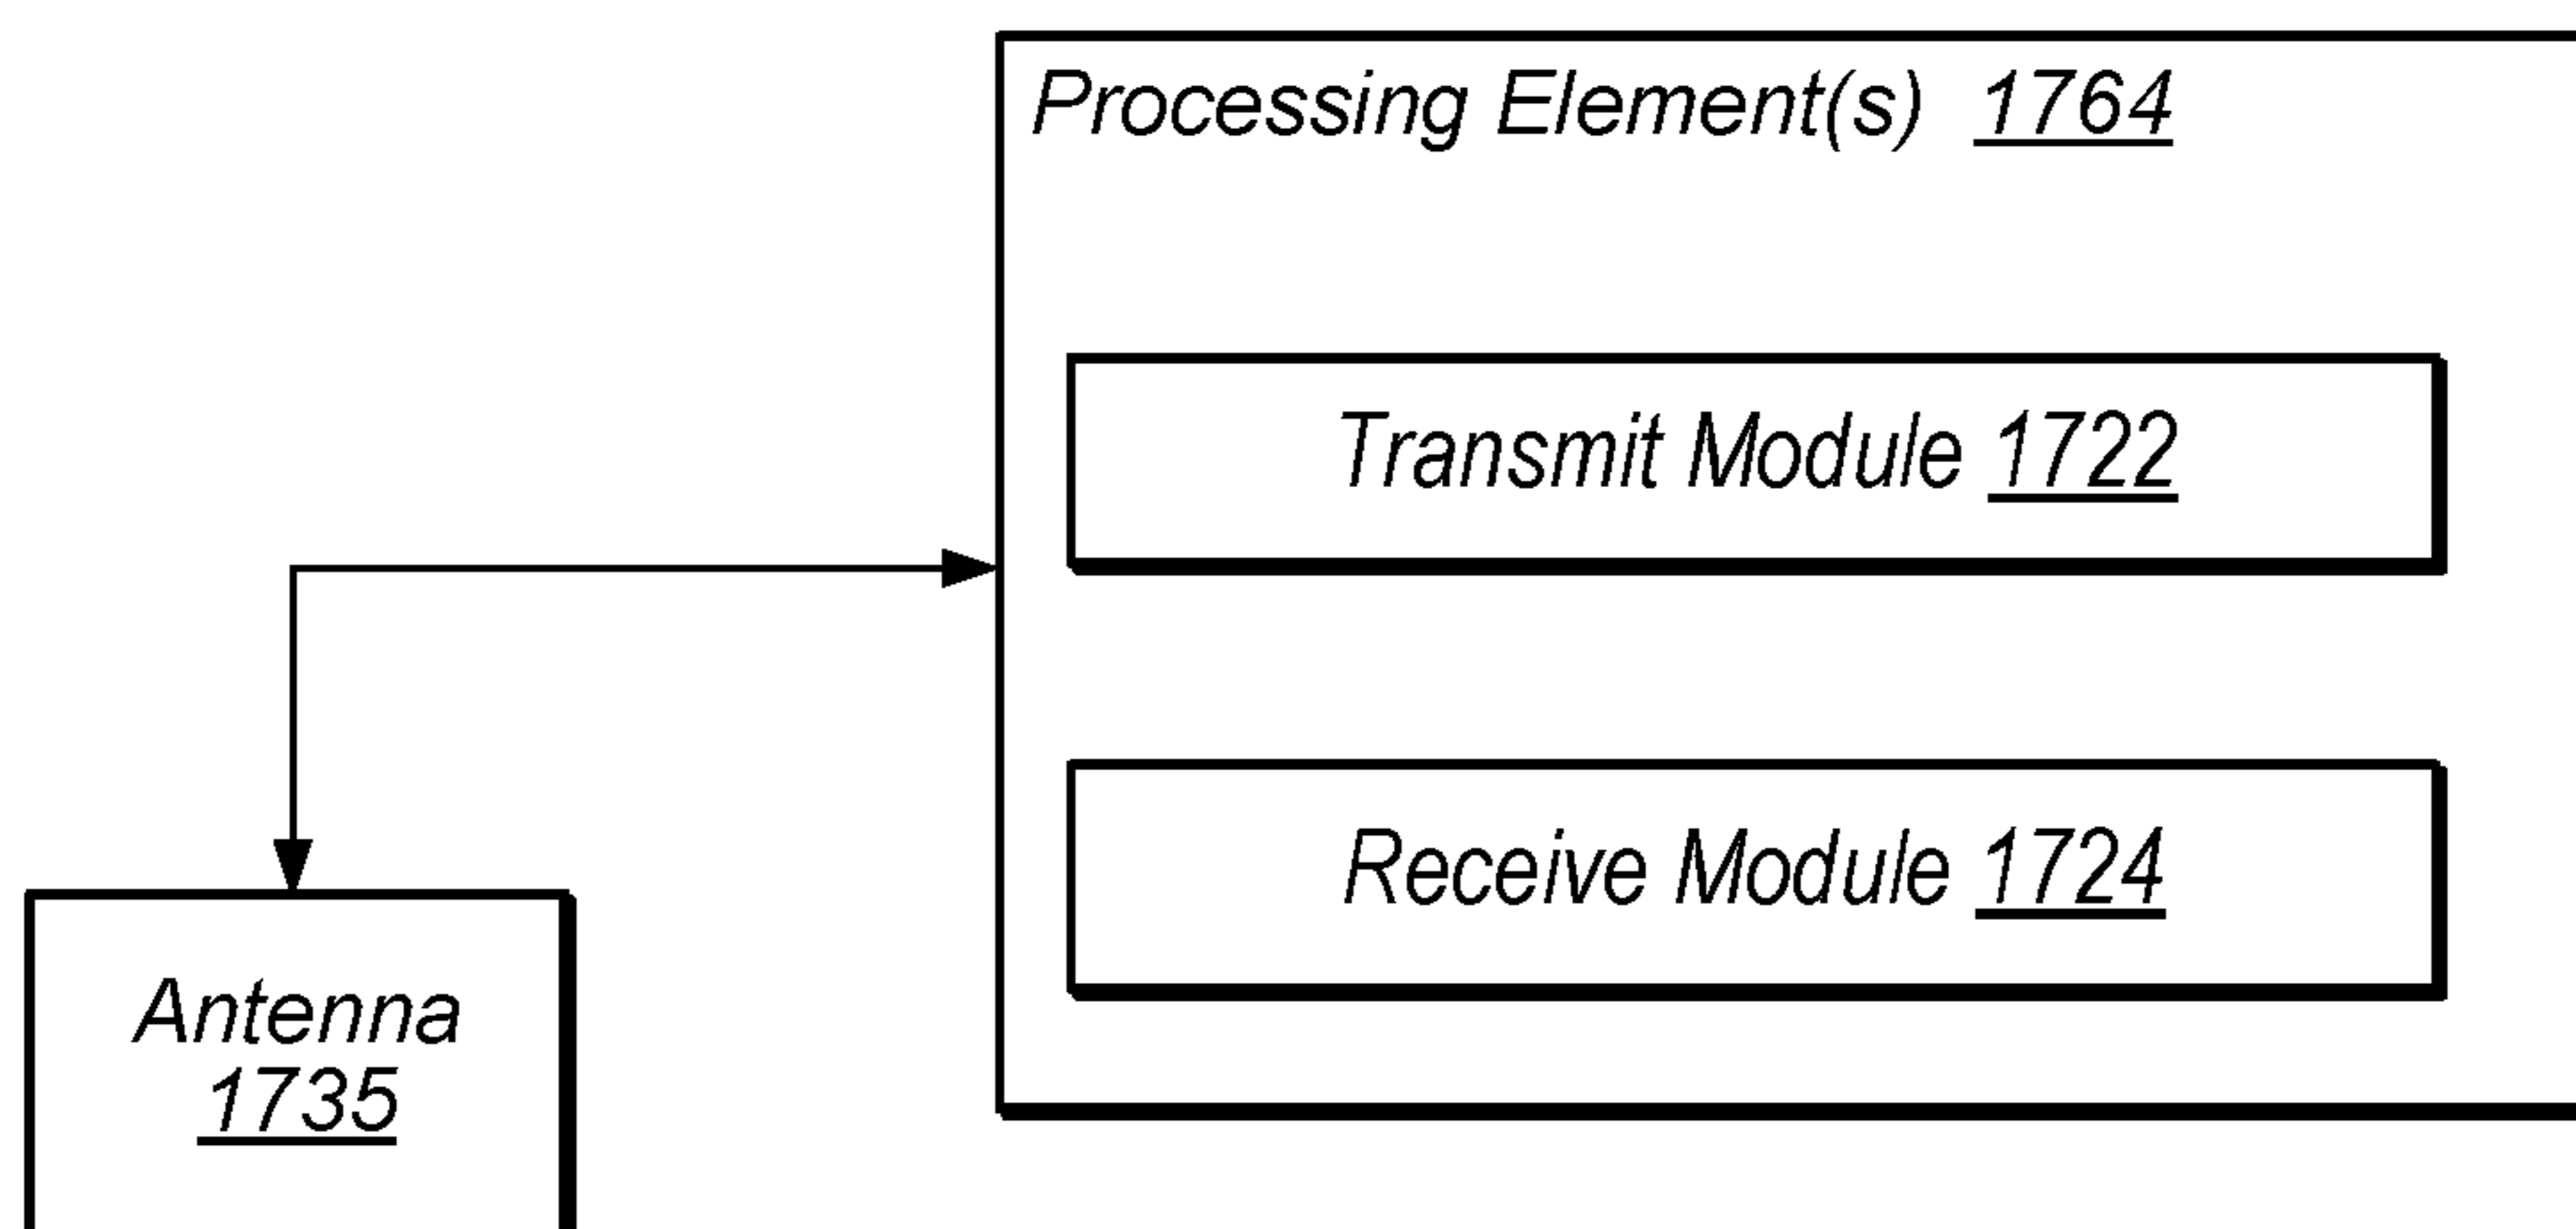 Processing Element(s) 1764
Transmit Module 1722
Receive Module 1724
Antenna
1735